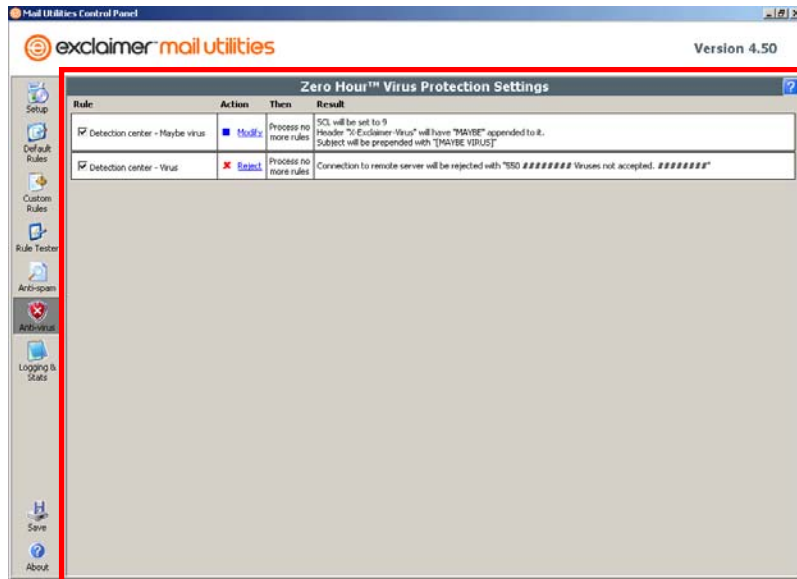 Mail Utilities Control Panel
exclaimer™ mail utilities
Version 4.50
Setup
Default
Rules
Custom
Rules
Rule Tester
Anti-spam
Anti-virus
Logging &
Stats
Save
About
Zero Hour™ Virus Protection Settings
?
Rule Action Then Result
Detection center - Maybe virus Modify Process no
more rules
SCL will be set to 9
Header "X-Exclaimer-Virus" will have "MAYBE" appended to it.
Subject will be prepended with "[MAYBE VIRUS]"
Detection center - Virus Reject Process no
more rules
Connection to remote server will be rejected with "550 ######## Viruses not accepted. ########"